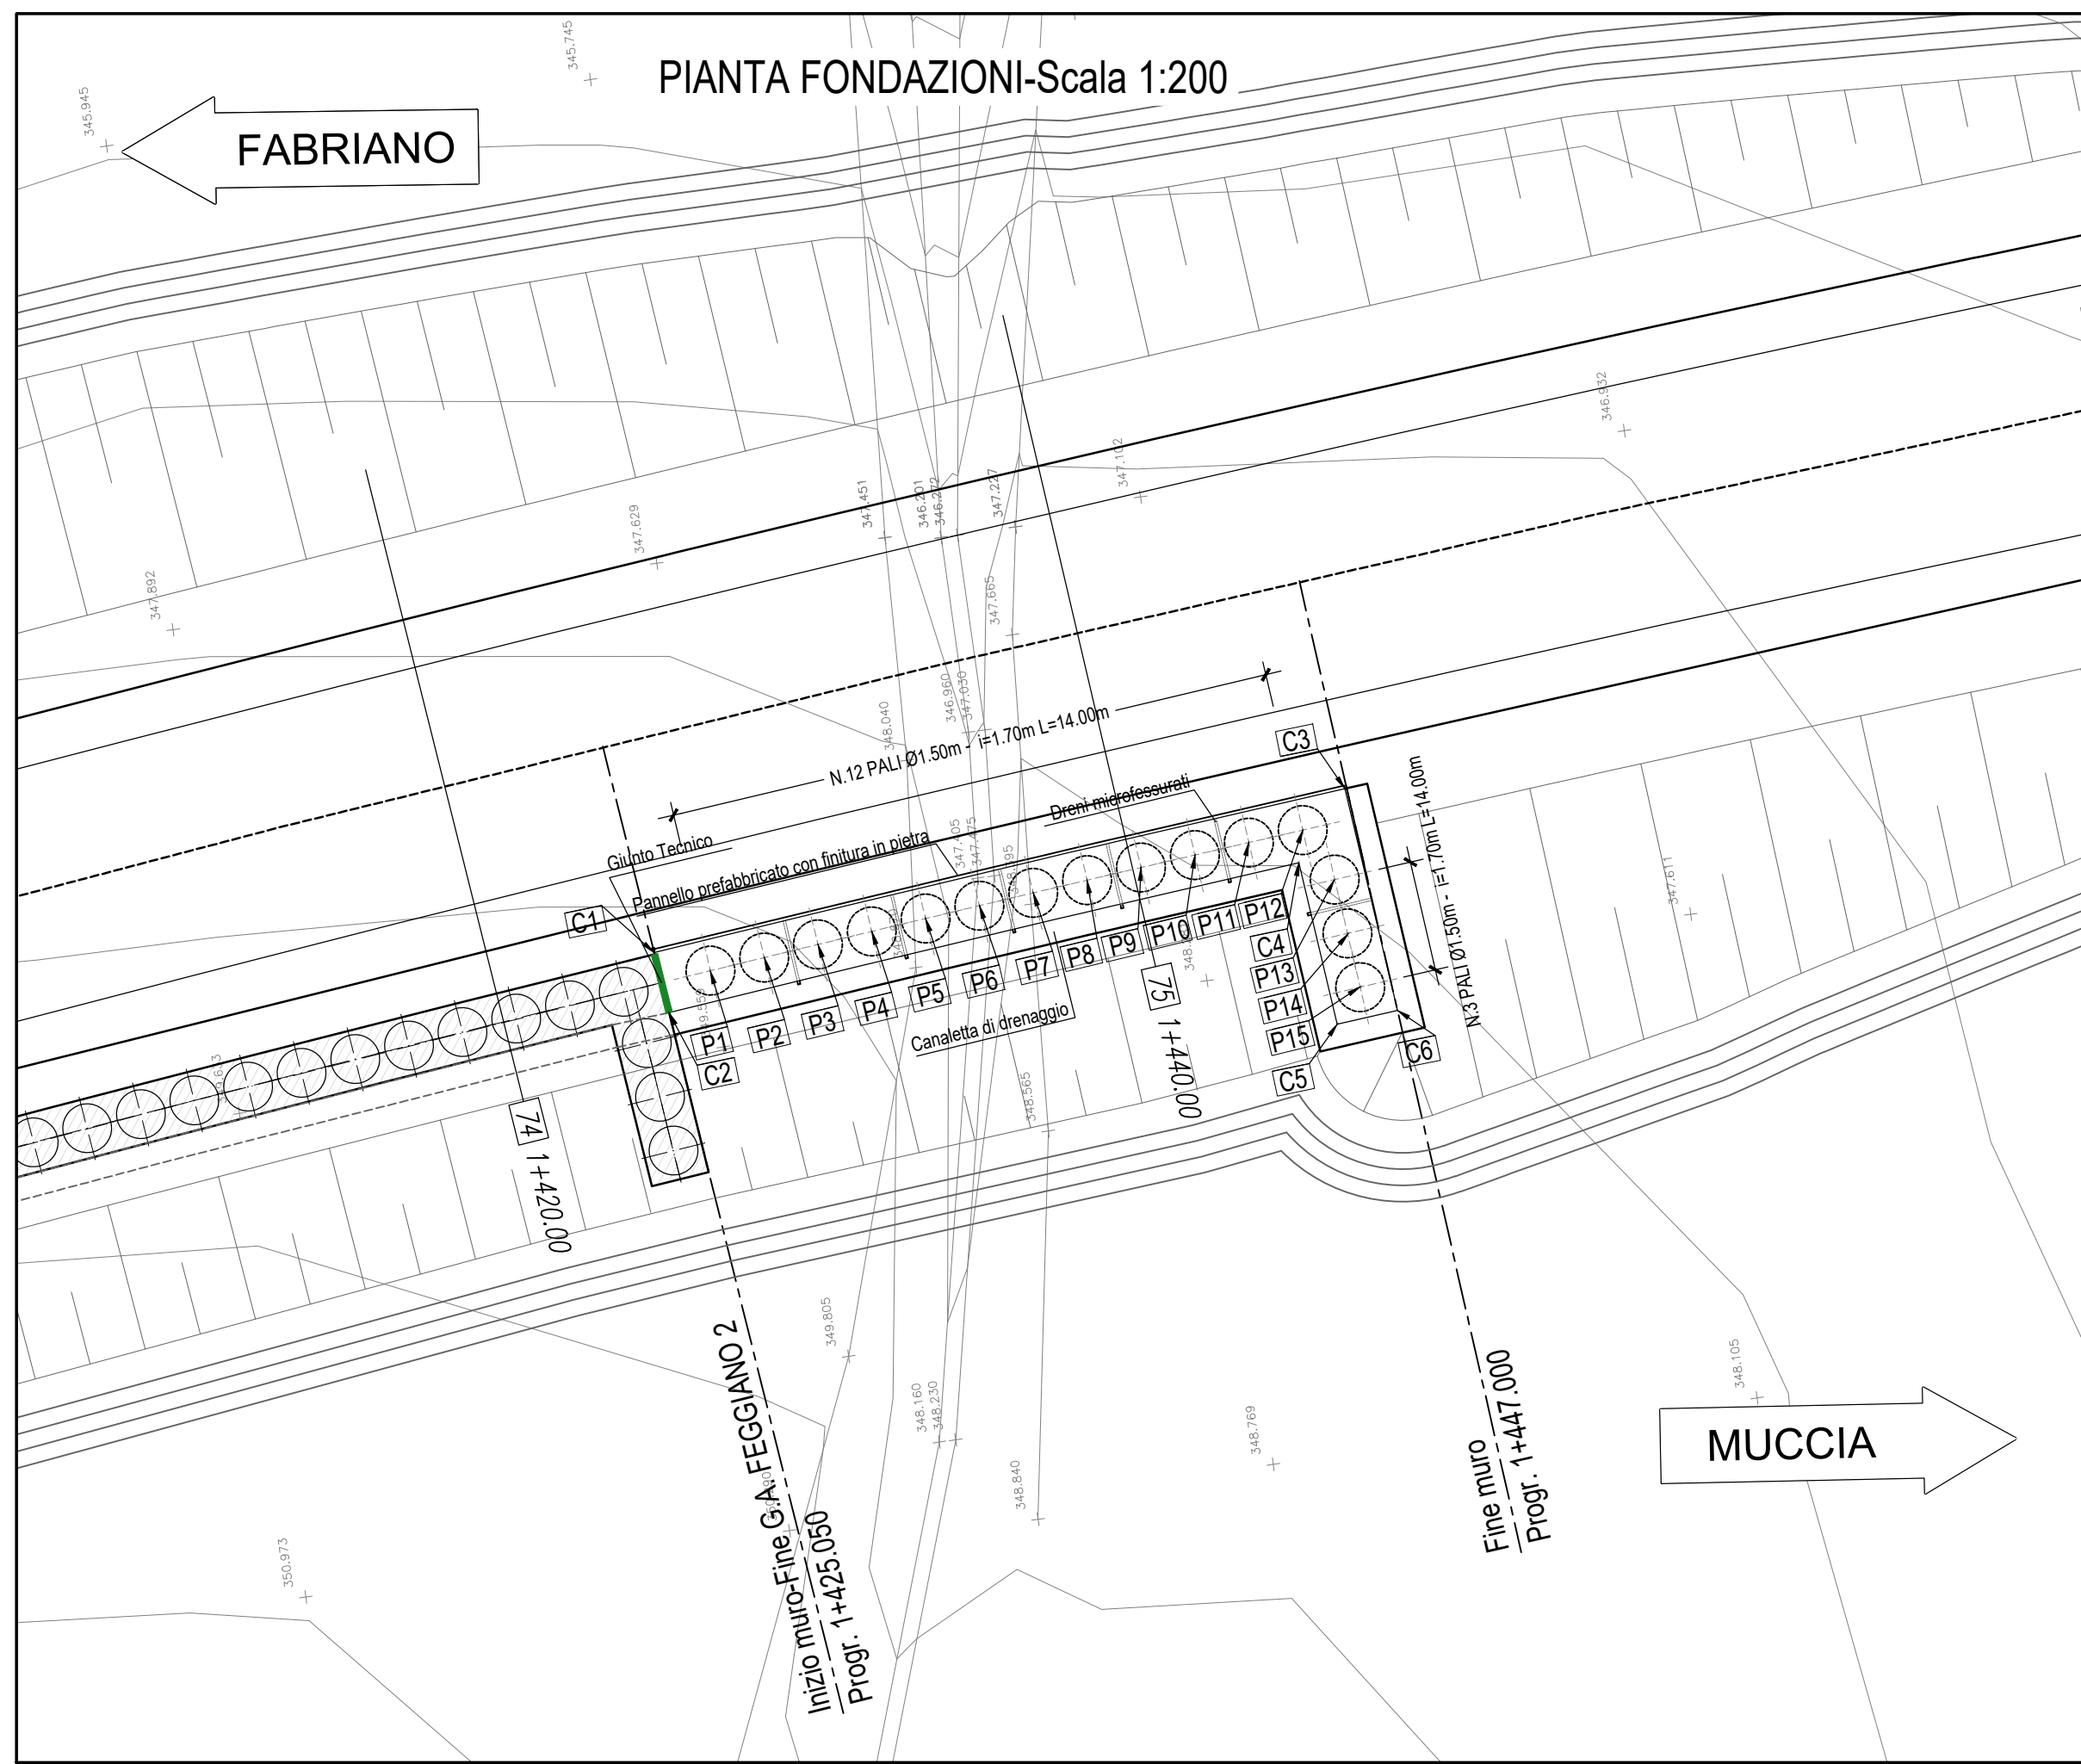 PIANTA FONDAZIONI-Scala 1:200
345.745
345.945
FABRIANO
346.932
347.102
347.227
346.201
346.272
347.451
347.629
347.892
347.665
346.960
347.030
348.040
N.12 PALI Ø1.50m - i=1.70m L=14.00m
C3
N.3 PALI Ø1.50m - i=1.70m L=14.00m
Dreni microfessurati
Giunto Tecnico
Pannello prefabbricato con finitura in pietra
347.611
C1
P1
P2
P3
P4
P5
P6
P7
P8
P9
P10
P11
P12
C4
P13
P14
P15
C2
C5
C6
Canaletta di drenaggio
75 1+440.00
74 1+420.00
348.565
349.805
348.160
348.230
348.769
348.840
348.105
350.973
Inizio muro-Fine G.A. FEGGIANO 2
Progr. 1+425.050
Fine muro
Progr. 1+447.000
MUCCIA